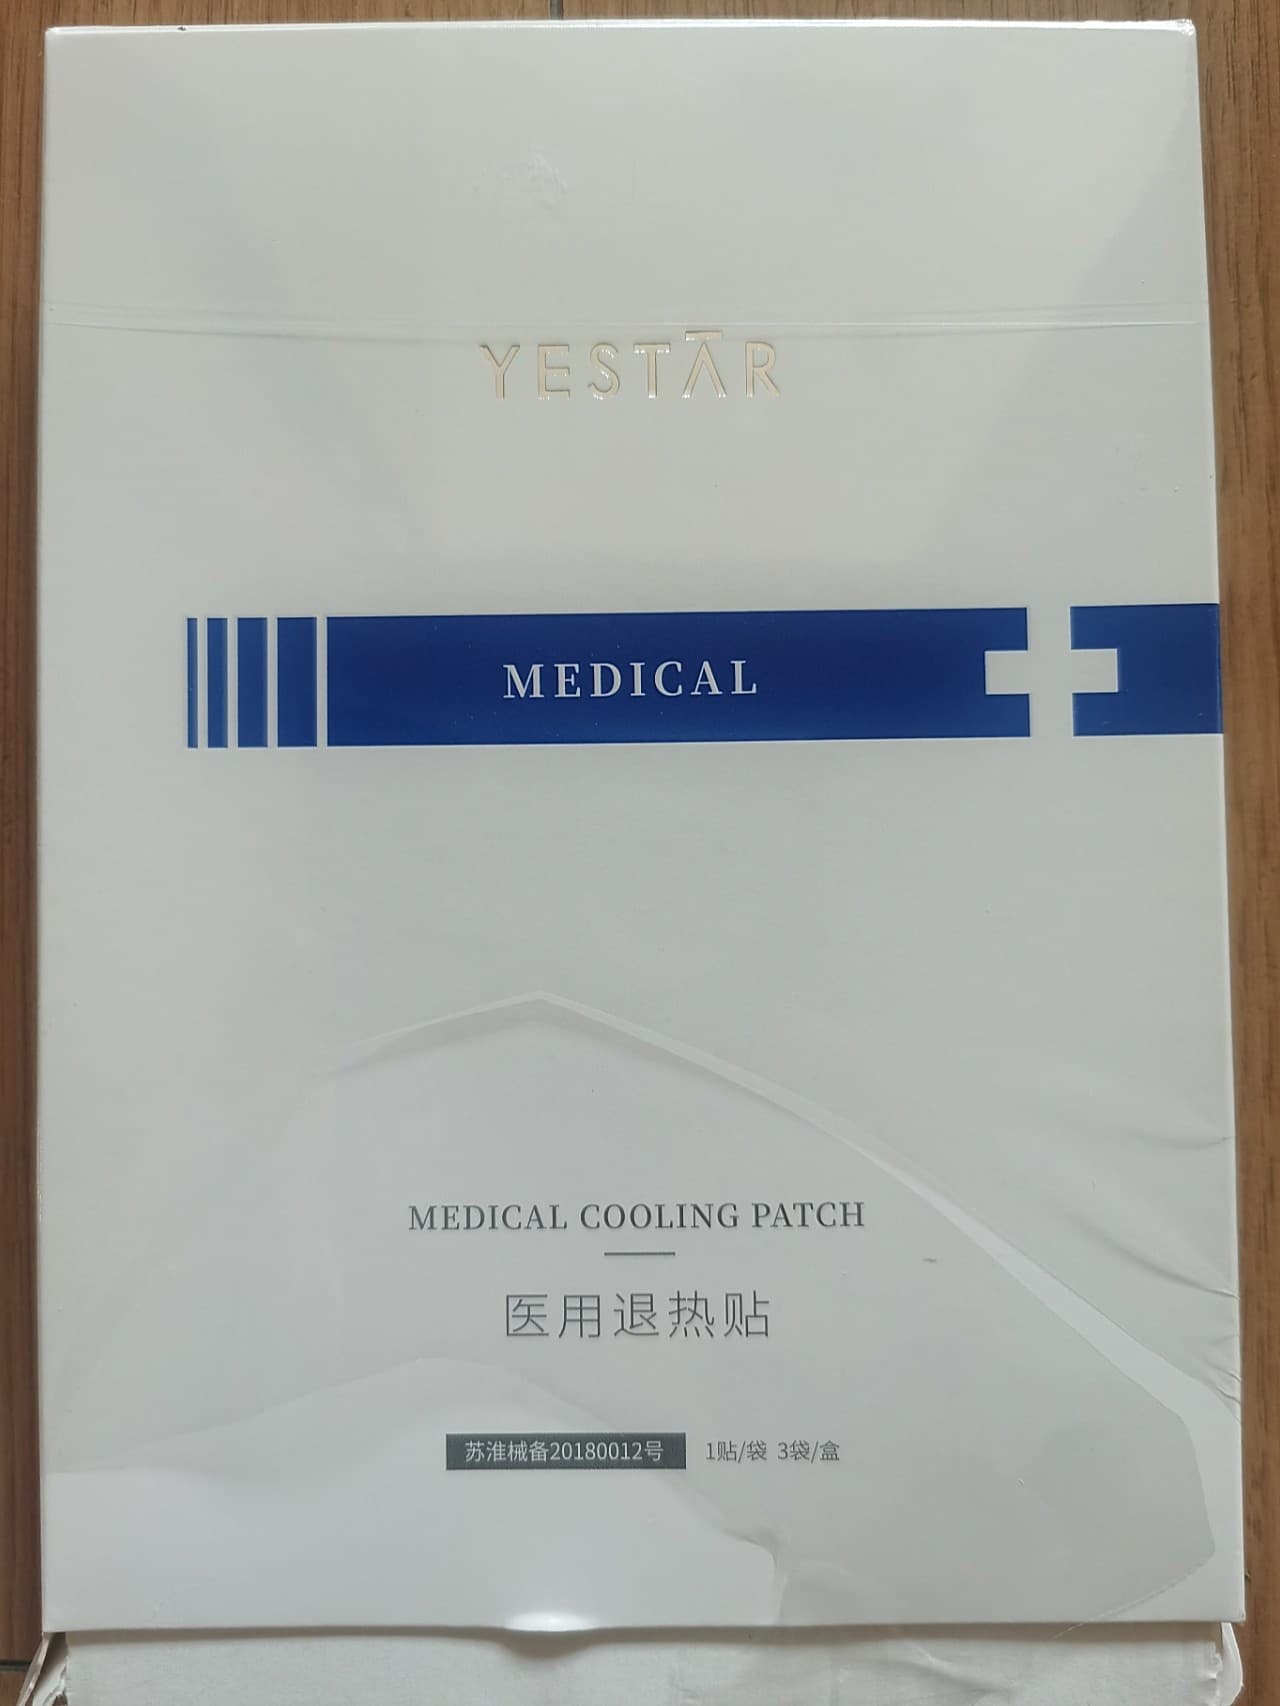 YESTAR
MEDICAL
MEDICAL COOLING PATCH
医用退热贴
苏淮械备20180012号 1贴/袋 3袋/盒